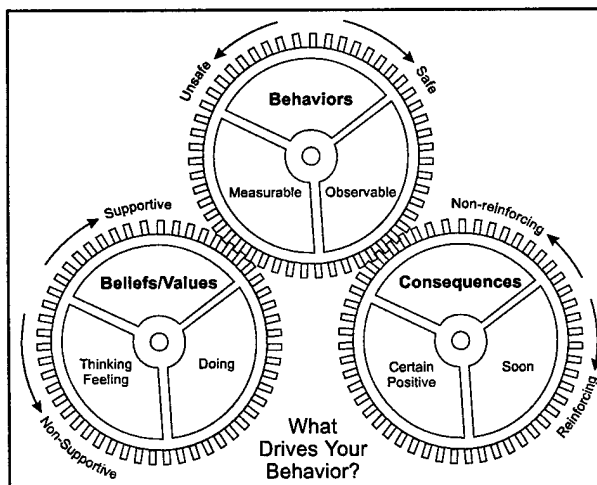 Unsafe
Safe
Behaviors
Measurable
Observable
Supportive
Non-reinforcing
Beliefs/Values
Consequences
Thinking
Feeling
Doing
Certain
Positive
Soon
Non-Supportive
Reinforcing
What
Drives Your
Behavior?